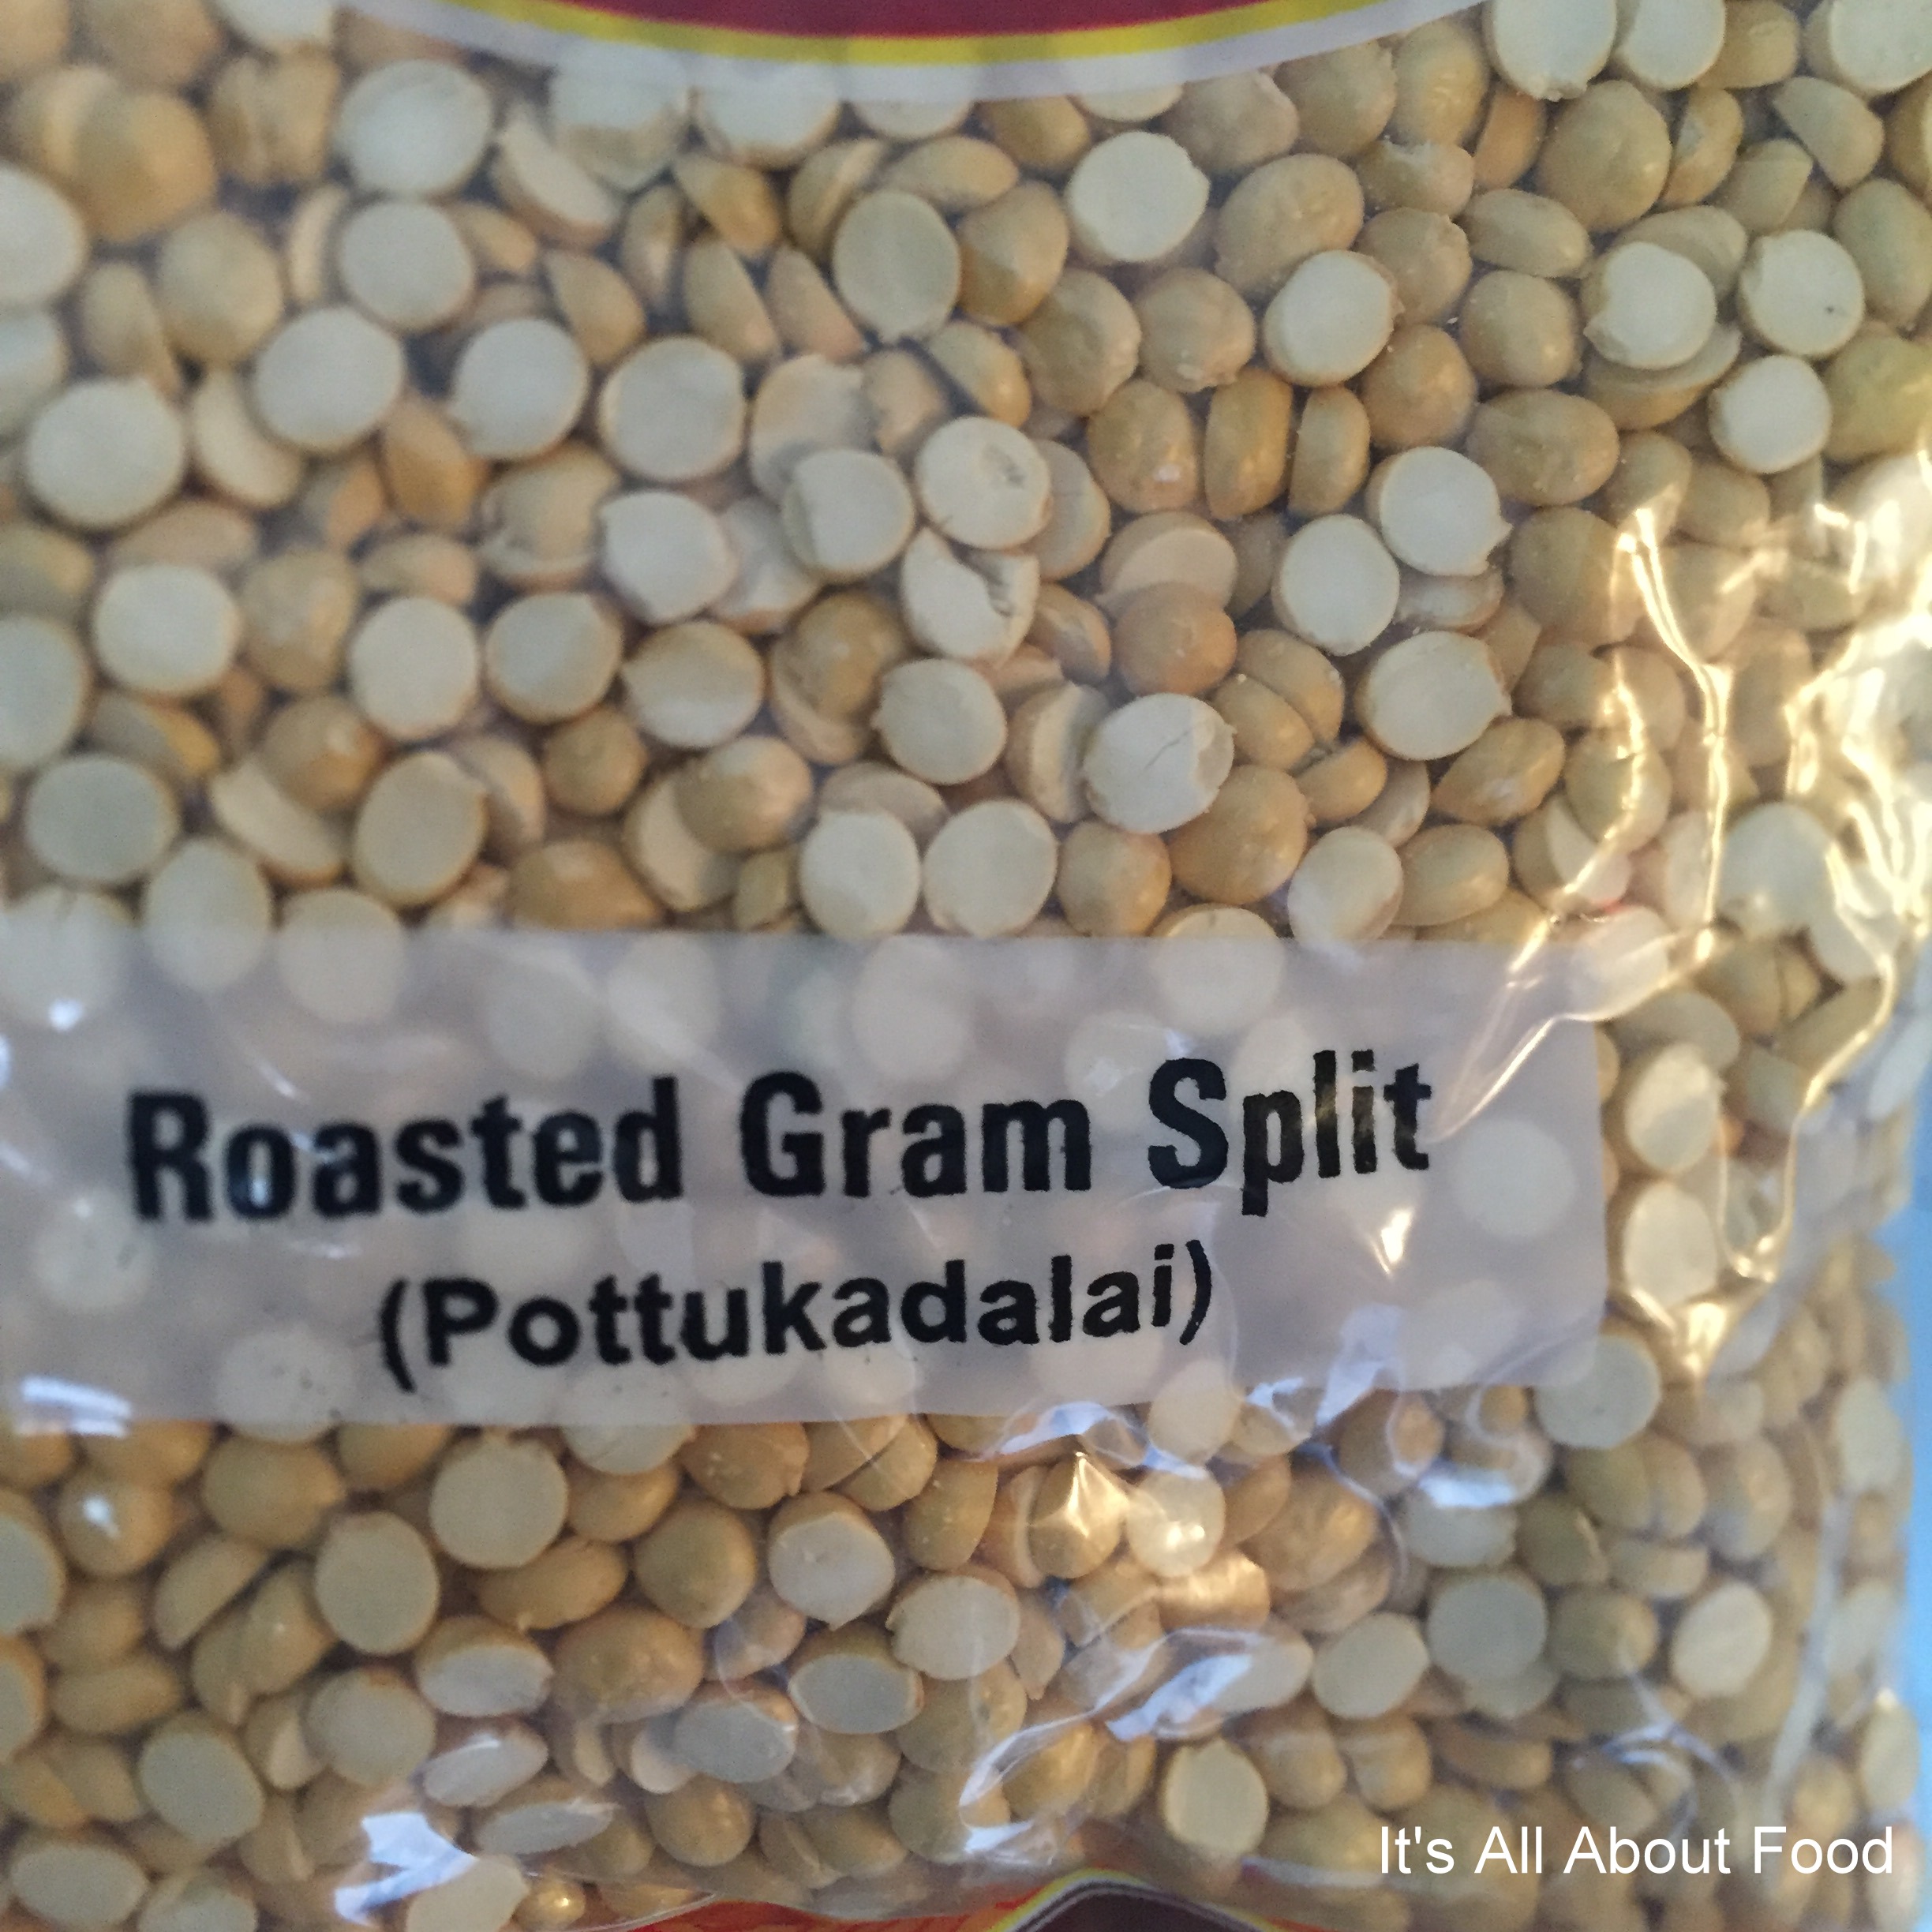 Roasted Gram Split
(Pottukadalai)
It's All About Food